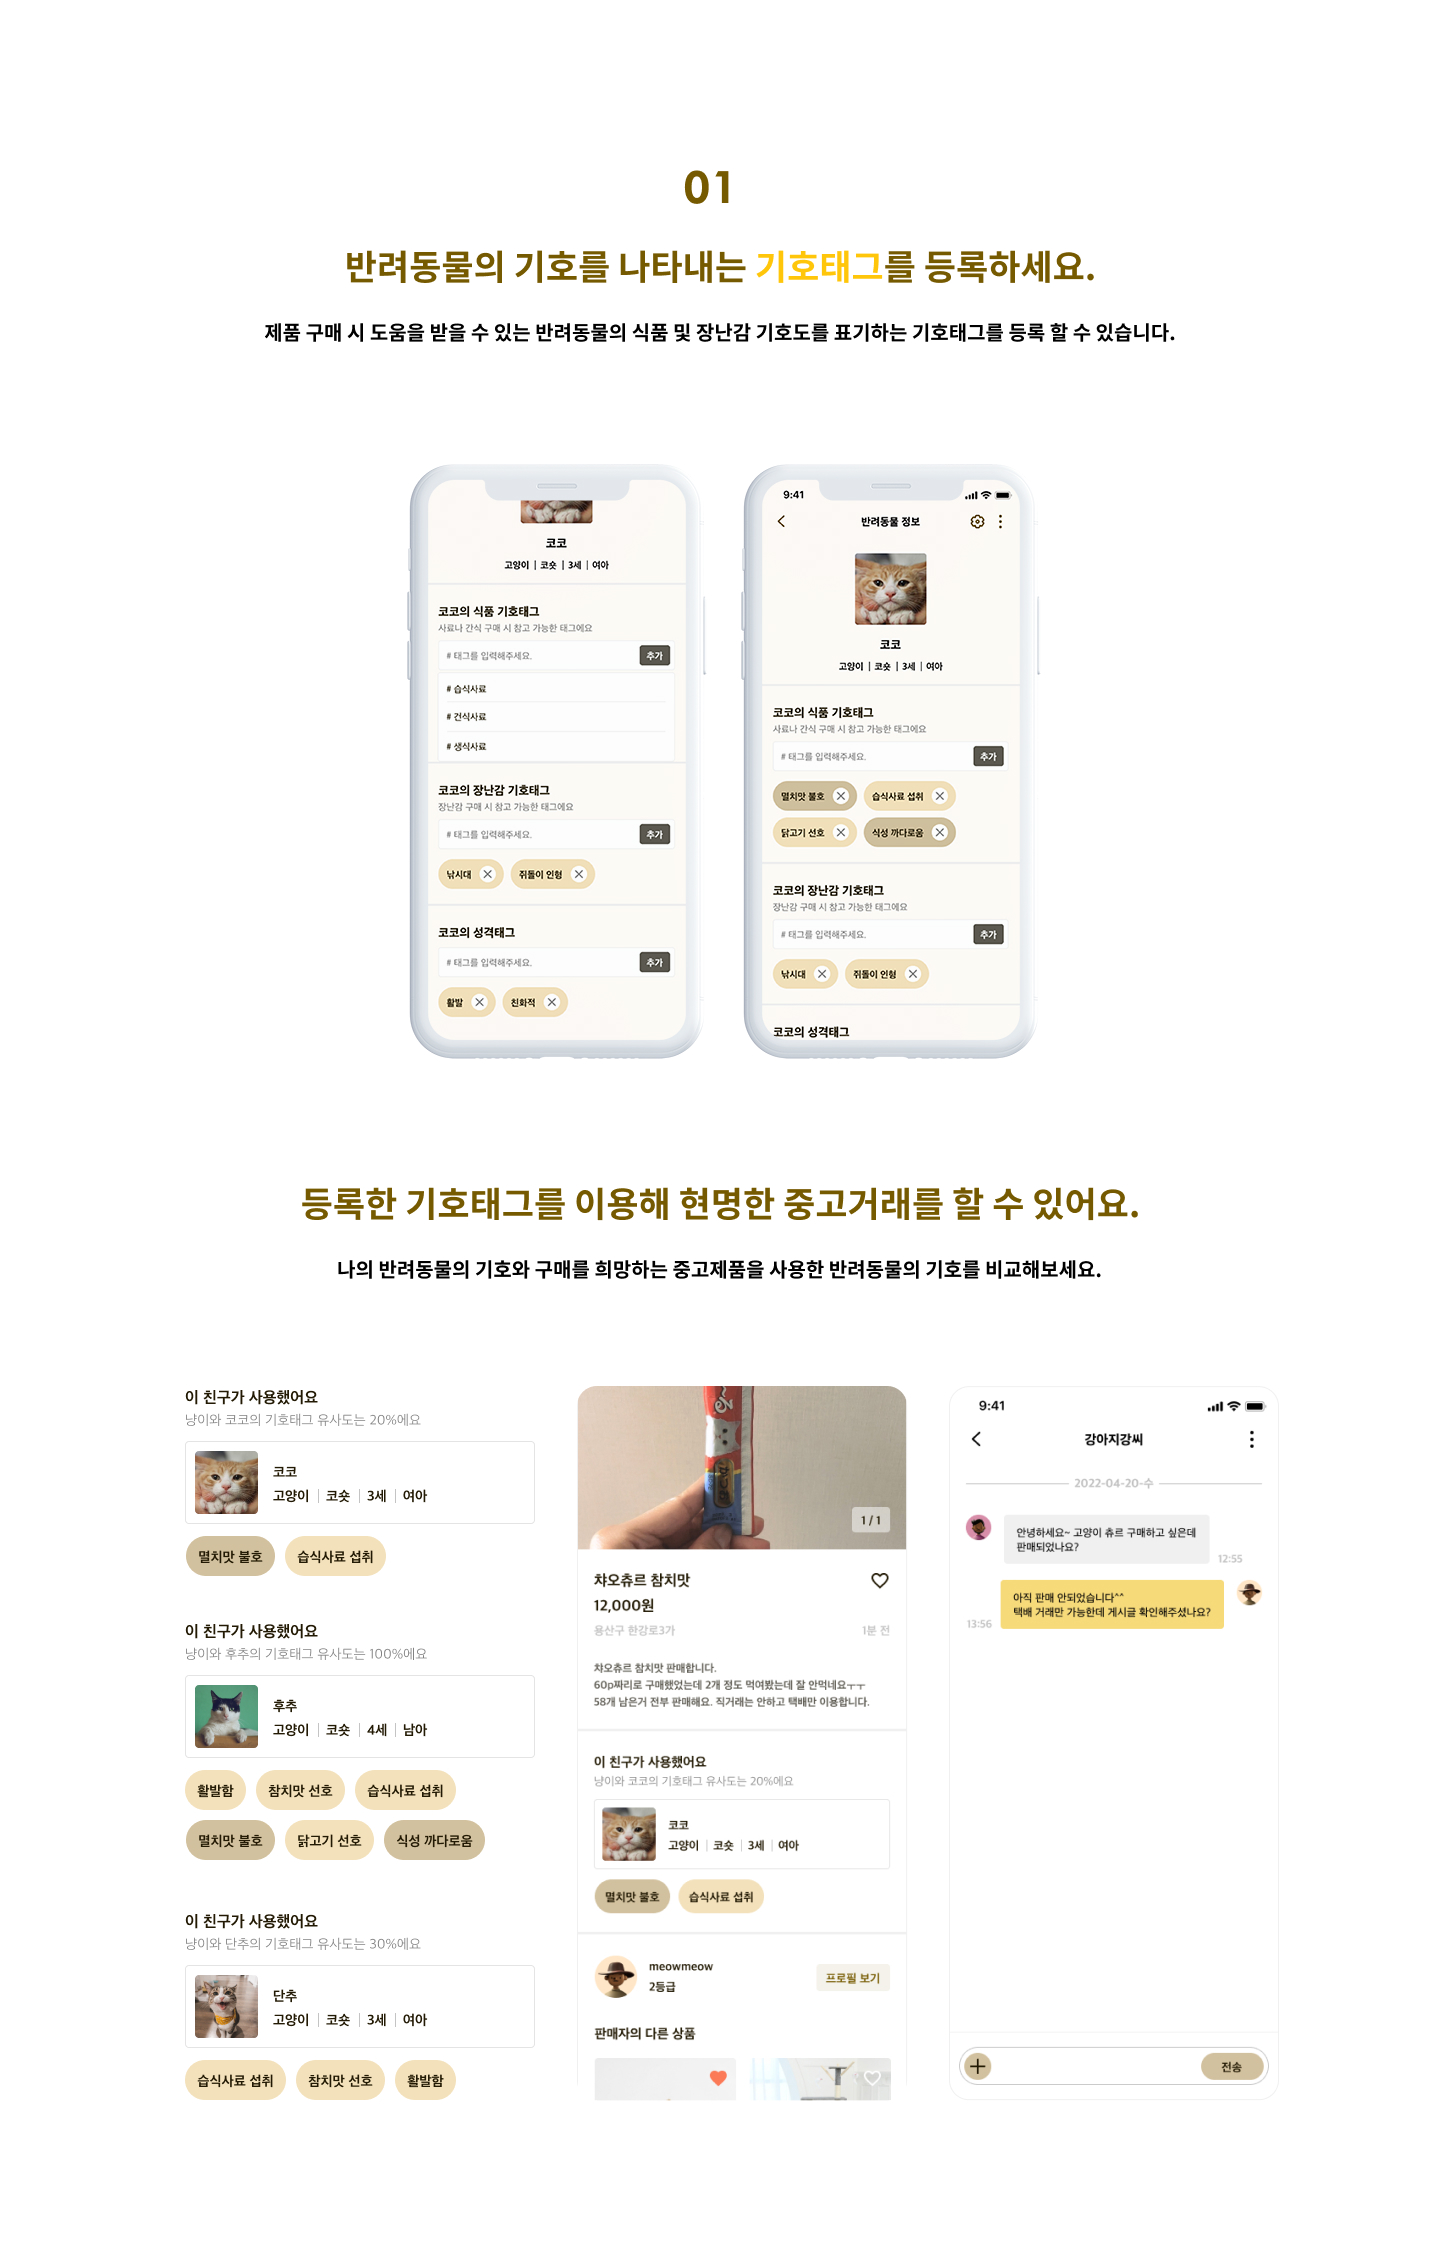 01
반려동물의 기호를 나타내는 기호태그를 등록하세요.
제품 구매 시 도움을 받을 수 있는 반려동물의 식품 및 장난감 기호도를 표기하는 기호태그를 등록 할 수 있습니다.
코코
고양이 | 코숏 | 3세 | 여아
코코의 식품 기호태그
사료나 간식 구매 시 참고 가능한 태그에요
# 태그를 입력해주세요. 추가
# 습식사료
# 건식사료
# 생식사료
코코의 장난감 기호태그
장난감 구매 시 참고 가능한 태그에요
# 태그를 입력해주세요. 추가
낚시대 쥐돌이 인형
코코의 성격태그
# 태그를 입력해주세요. 추가
활발 친화적
9:41
반려동물 정보
코코
고양이 | 코숏 | 3세 | 여아
코코의 식품 기호태그
사료나 간식 구매 시 참고 가능한 태그에요
# 태그를 입력해주세요. 추가
멸치맛 불호 습식사료 섭취
닭고기 선호 식성 까다로움
코코의 장난감 기호태그
장난감 구매 시 참고 가능한 태그에요
# 태그를 입력해주세요. 추가
낚시대 쥐돌이 인형
코코의 성격태그
등록한 기호태그를 이용해 현명한 중고거래를 할 수 있어요.
나의 반려동물의 기호와 구매를 희망하는 중고제품을 사용한 반려동물의 기호를 비교해보세요.
이 친구가 사용했어요
냥이와 코코의 기호태그 유사도는 20%에요
코코
고양이 | 코숏 | 3세 | 여아
멸치맛 불호 습식사료 섭취
이 친구가 사용했어요
냥이와 후추의 기호태그 유사도는 100%에요
후추
고양이 | 코숏 | 4세 | 남아
활발함 참치맛 선호 습식사료 섭취
멸치맛 불호 닭고기 선호 식성 까다로움
이 친구가 사용했어요
냥이와 단추의 기호태그 유사도는 30%에요
단추
고양이 | 코숏 | 3세 | 여아
습식사료 섭취 참치맛 선호 활발함
1 / 1
챠오츄르 참치맛
12,000원
용산구 한강로3가 1분 전
챠오츄르 참치맛 판매합니다.
60p짜리로 구매했었는데 2개 정도 먹여봤는데 잘 안먹네요ㅜㅜ
58개 남은거 전부 판매해요. 직거래는 안하고 택배만 이용합니다.
이 친구가 사용했어요
냥이와 코코의 기호태그 유사도는 20%에요
코코
고양이 | 코숏 | 3세 | 여아
멸치맛 불호 습식사료 섭취
meowmeow
2등급
프로필 보기
판매자의 다른 상품
9:41
강아지강씨
2022-04-20-수
안녕하세요~ 고양이 츄르 구매하고 싶은데
판매되었나요?
12:55
아직 판매 안되었습니다^^
택배 거래만 가능한데 게시글 확인해주셨나요?
13:56
전송